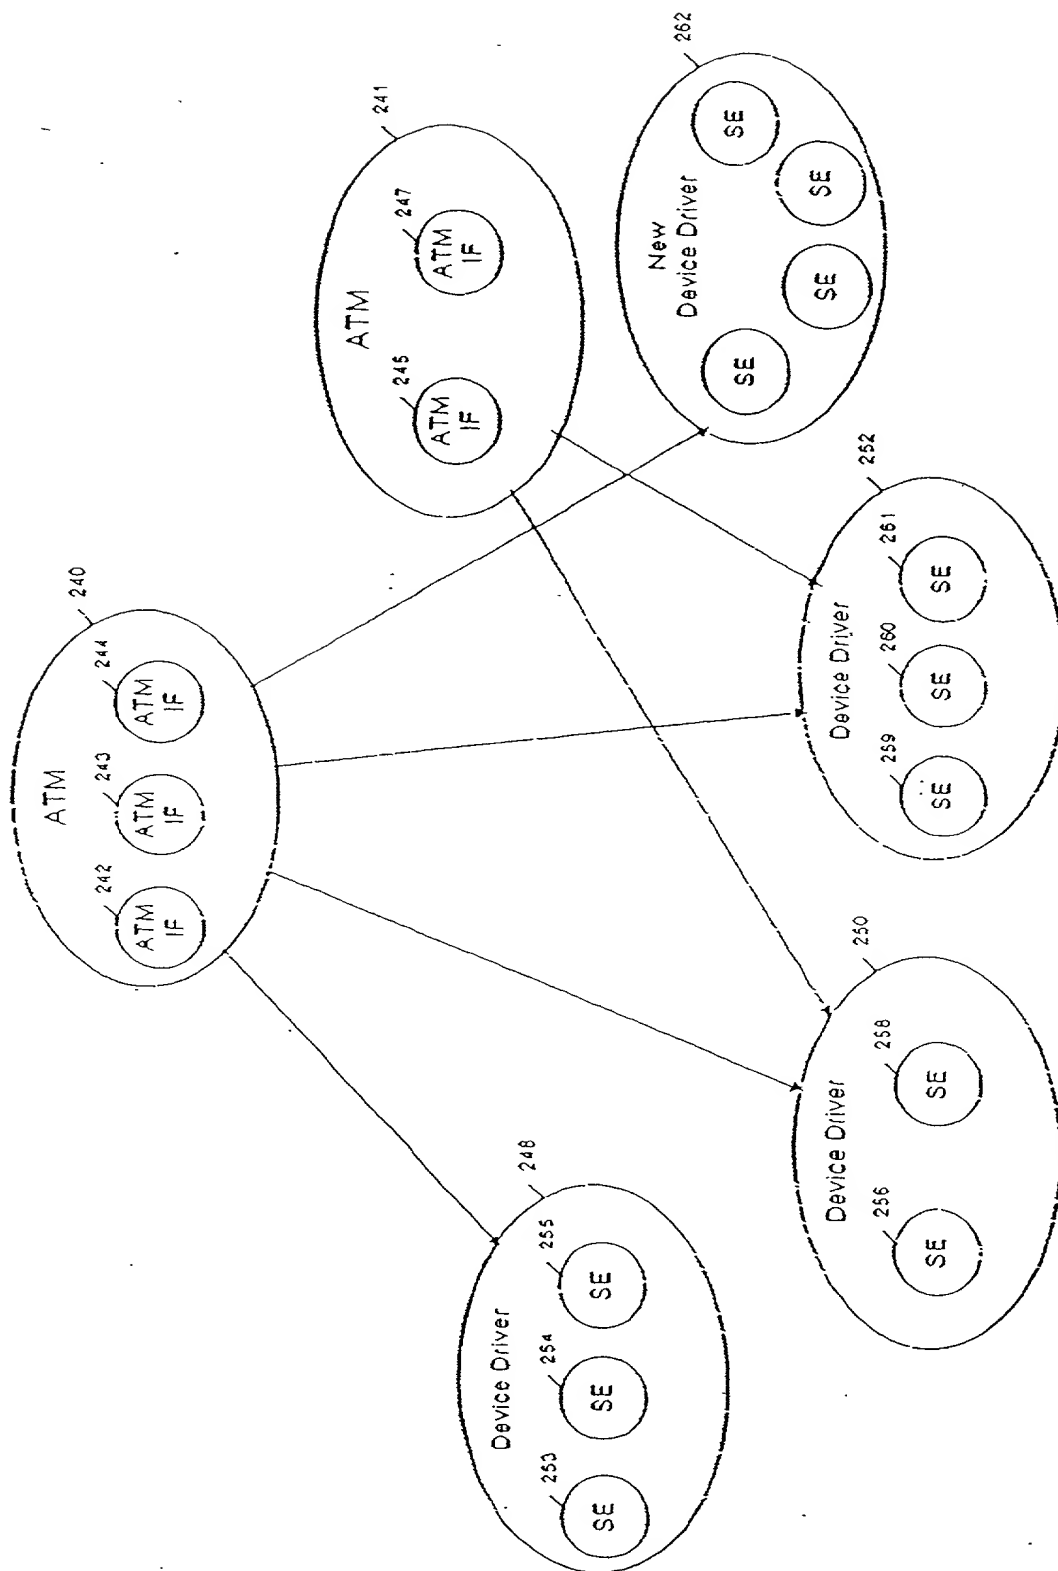 240
ATM
242
243
244
ATM
IF
ATM
IF
ATM
IF
241
ATM
245
247
ATM
IF
ATM
IF
248
Device Driver
253
254
255
SE
SE
SE
262
New
Device Driver
SE
SE
SE
SE
250
Device Driver
256
258
SE
SE
252
Device Driver
259
260
261
SE
SE
SE